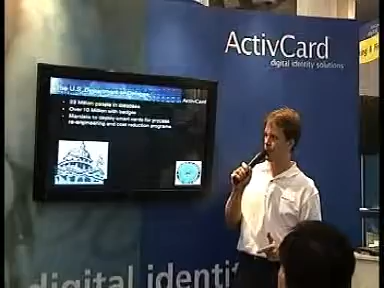 ActivCard
digital identity solutions
The U.S. Department of Defense
ActivCard
• 23 Million people in database
• Over 10 Million with badges
• Mandate to deploy smart cards for process
re-engineering and cost reduction programs
digital identi